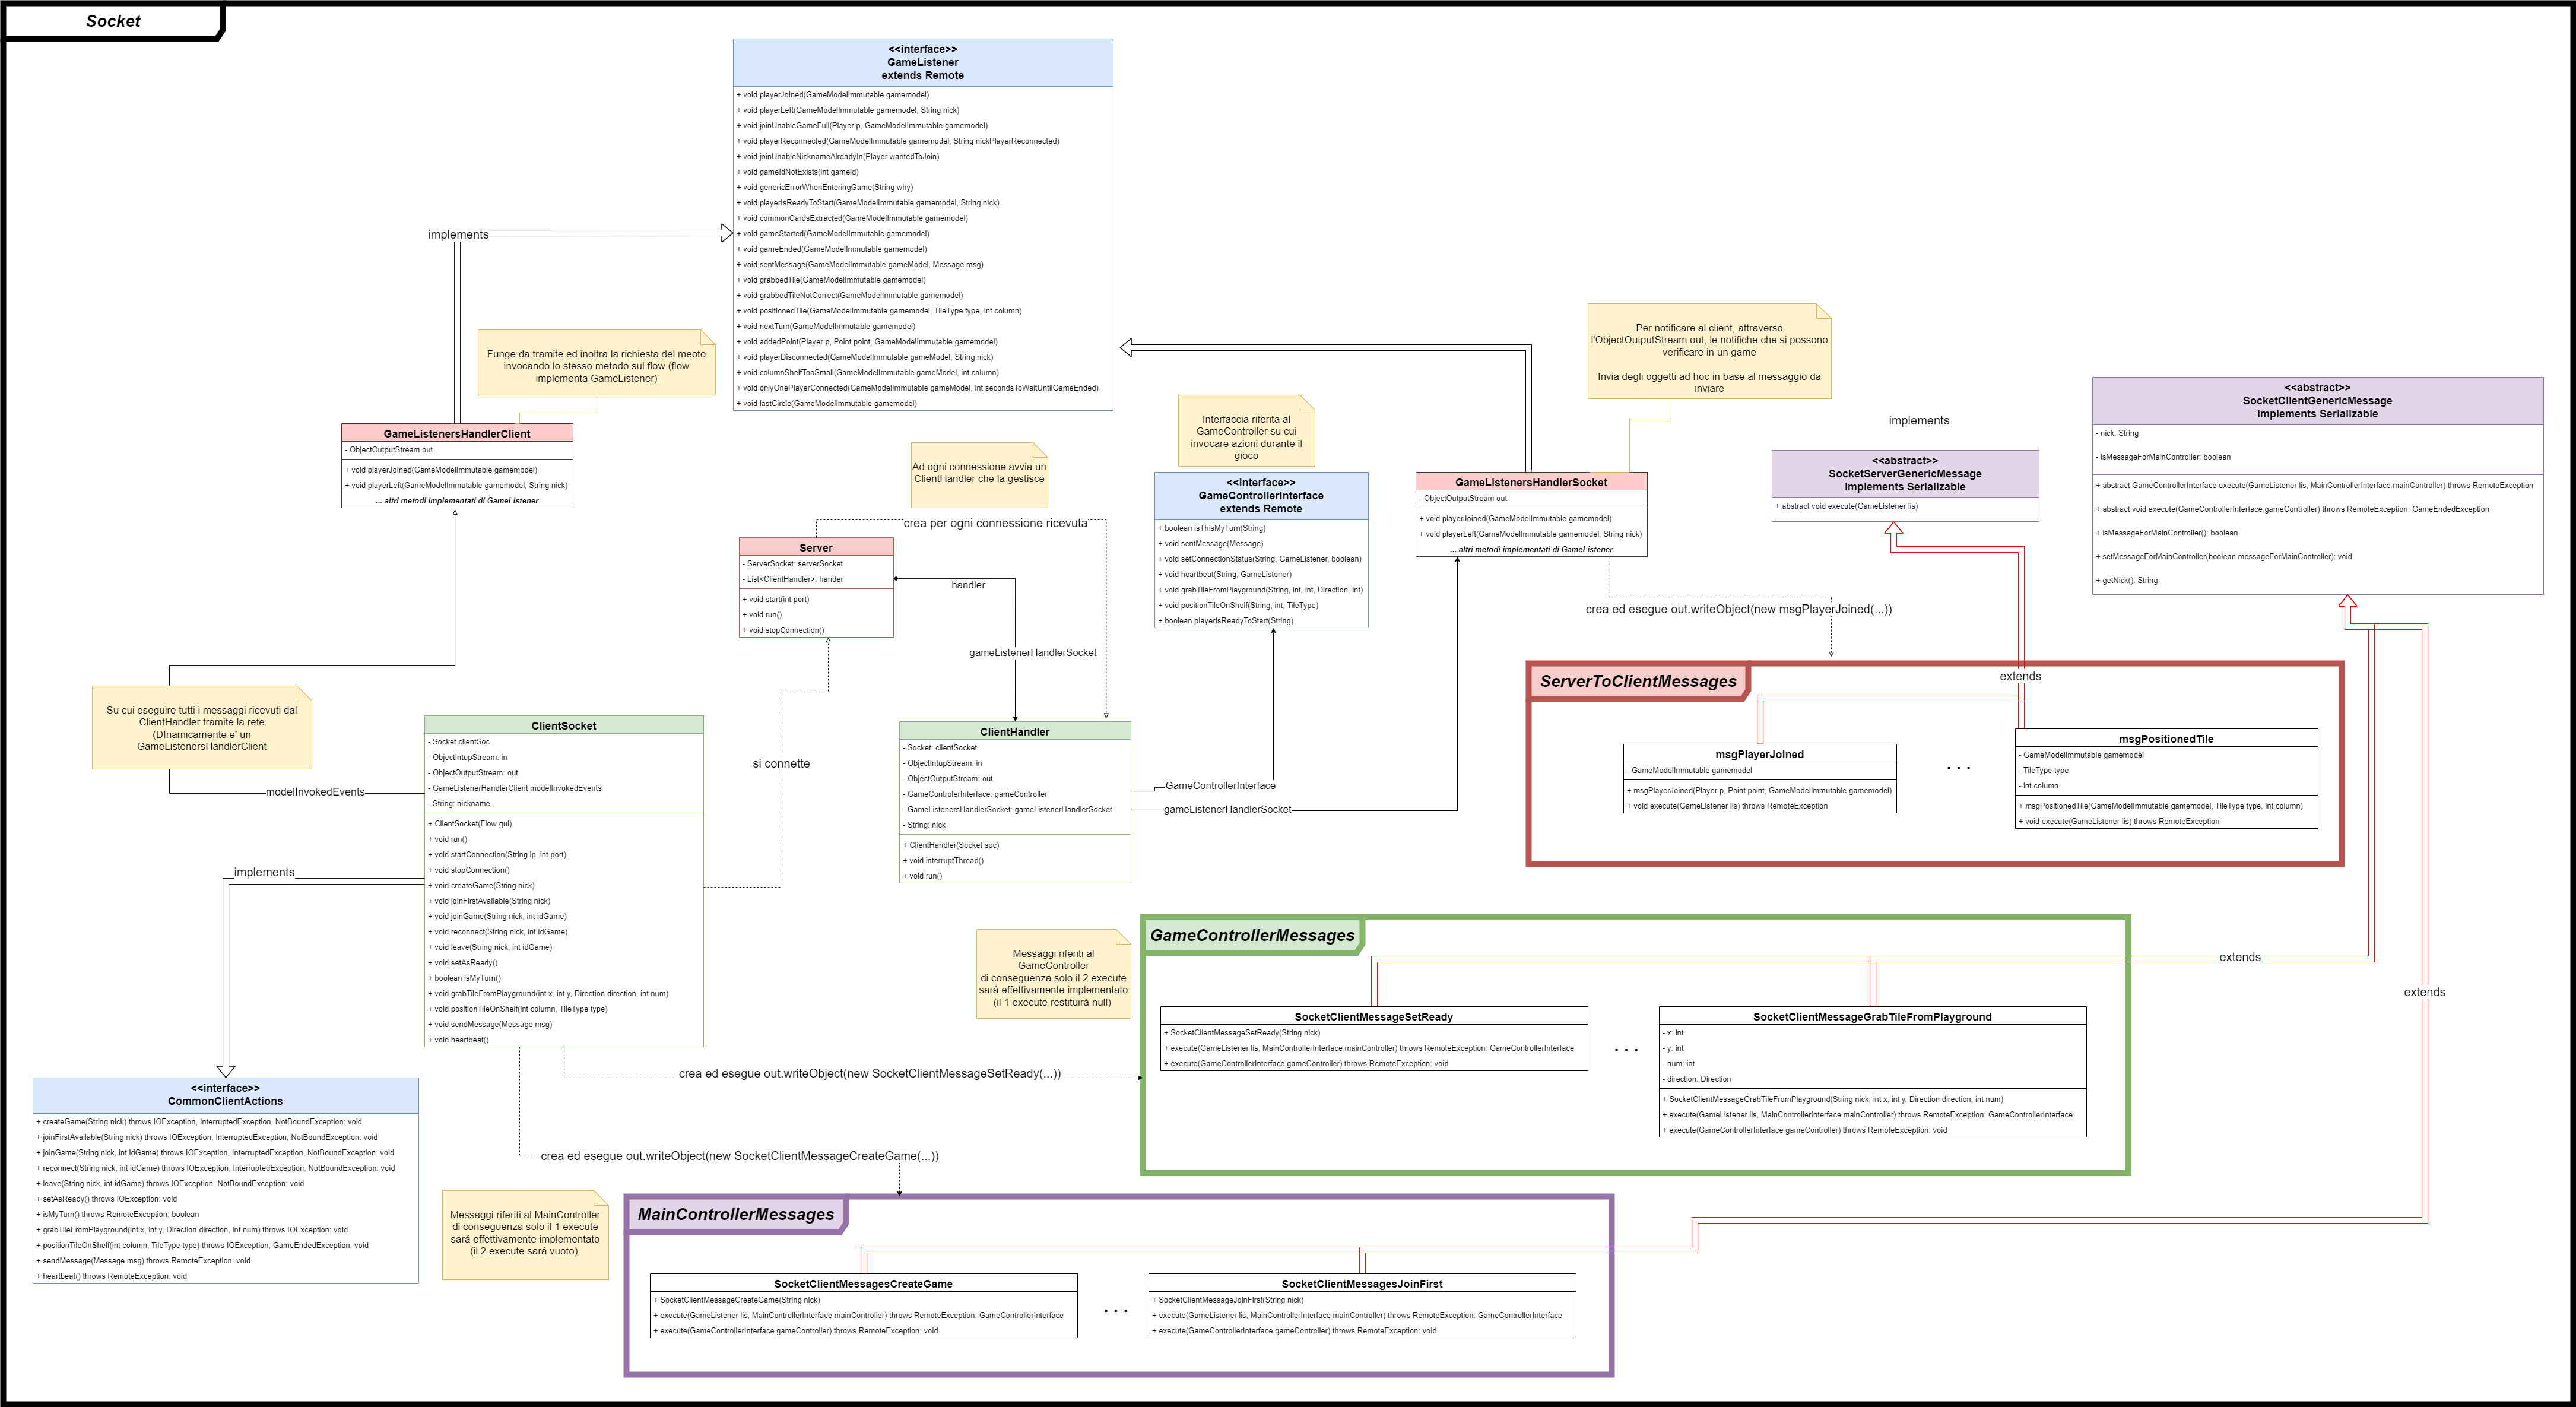 Socket
<<interface>>
GameListener
extends Remote
+ void playerJoined(GameModelImmutable gamemodel)
+ void playerLeft(GameModelImmutable gamemodel, String nick)
+ void joinUnableGameFull(Player p, GameModelImmutable gamemodel)
+ void playerReconnected(GameModelImmutable gamemodel, String nickPlayerReconnected)
+ void joinUnableNicknameAlreadyIn(Player wantedToJoin)
+ void gameIdNotExists(int gameid)
+ void genericErrorWhenEnteringGame(String why)
+ void playerIsReadyToStart(GameModelImmutable gamemodel, String nick)
+ void commonCardsExtracted(GameModelImmutable gamemodel)
+ void gameStarted(GameModelImmutable gamemodel)
+ void gameEnded(GameModelImmutable gamemodel)
+ void sentMessage(GameModelImmutable gameModel, Message msg)
+ void grabbedTile(GameModelImmutable gamemodel)
+ void grabbedTileNotCorrect(GameModelImmutable gamemodel)
+ void positionedTile(GameModelImmutable gamemodel, TileType type, int column)
+ void nextTurn(GameModelImmutable gamemodel)
+ void addedPoint(Player p, Point point, GameModelImmutable gamemodel)
+ void playerDisconnected(GameModelImmutable gameModel, String nick)
+ void columnShelfTooSmall(GameModelImmutable gameModel, int column)
+ void onlyOnePlayerConnected(GameModelImmutable gameModel, int secondsToWaitUntilGameEnded)
+ void lastCircle(GameModelImmutable gamemodel)
implements
Funge da tramite ed inoltra la richiesta del meoto
invocando lo stesso metodo sul flow (flow
implementa GameListener)
GameListenersHandlerClient
- ObjectOutputStream out
+ void playerJoined(GameModelImmutable gamemodel)
+ void playerLeft(GameModelImmutable gamemodel, String nick)
... altri metodi implementati di GameListener
Ad ogni connessione avvia un
ClientHandler che la gestisce
crea per ogni connessione ricevuta
Server
- ServerSocket: serverSocket
- List<ClientHandler>: hander
+ void start(int port)
+ void run()
+ void stopConnection()
handler
gameListenerHandlerSocket
Interfaccia riferita al
GameController su cui
invocare azioni durante il
gioco
<<interface>>
GameControllerInterface
extends Remote
+ boolean isThisMyTurn(String)
+ void sentMessage(Message)
+ void setConnectionStatus(String, GameListener, boolean)
+ void heartbeat(String, GameListener)
+ void grabTileFromPlayground(String, int, int, Direction, int)
+ void positionTileOnShelf(String, int, TileType)
+ boolean playerIsReadyToStart(String)
Per notificare al client, attraverso
l'ObjectOutputStream out, le notifiche che si possono
verificare in un game
Invia degli oggetti ad hoc in base al messaggio da
inviare
GameListenersHandlerSocket
- ObjectOutputStream out
+ void playerJoined(GameModelImmutable gamemodel)
+ void playerLeft(GameModelImmutable gamemodel, String nick)
... altri metodi implementati di GameListener
implements
<<abstract>>
SocketServerGenericMessage
implements Serializable
+ abstract void execute(GameListener lis)
<<abstract>>
SocketClientGenericMessage
implements Serializable
- nick: String
- isMessageForMainController: boolean
+ abstract GameControllerInterface execute(GameListener lis, MainControllerInterface mainController) throws RemoteException
+ abstract void execute(GameControllerInterface gameController) throws RemoteException, GameEndedException
+ isMessageForMainController(): boolean
+ setMessageForMainController(boolean messageForMainController): void
+ getNick(): String
crea ed esegue out.writeObject(new msgPlayerJoined(...))
ServerToClientMessages
extends
msgPlayerJoined
- GameModelImmutable gamemodel
+ msgPlayerJoined(Player p, Point point, GameModelImmutable gamemodel)
+ void execute(GameListener lis) throws RemoteException
. . .
msgPositionedTile
- GameModelImmutable gamemodel
- TileType type
- int column
+ msgPositionedTile(GameModelImmutable gamemodel, TileType type, int column)
+ void execute(GameListener lis) throws RemoteException
Su cui eseguire tutti i messaggi ricevuti dal
ClientHandler tramite la rete
(DInamicamente e' un
GameListenersHandlerClient
modelInvokedEvents
ClientSocket
- Socket clientSoc
- ObjectIntupStream: in
- ObjectOutputStream: out
- GameListenerHandlerClient modelInvokedEvents
- String: nickname
+ ClientSocket(Flow gui)
+ void run()
+ void startConnection(String ip, int port)
+ void stopConnection()
+ void createGame(String nick)
+ void joinFirstAvailable(String nick)
+ void joinGame(String nick, int idGame)
+ void reconnect(String nick, int idGame)
+ void leave(String nick, int idGame)
+ void setAsReady()
+ boolean isMyTurn()
+ void grabTileFromPlayground(int x, int y, Direction direction, int num)
+ void positionTileOnShelf(int column, TileType type)
+ void sendMessage(Message msg)
+ void heartbeat()
si connette
ClientHandler
- Socket: clientSocket
- ObjectIntupStream: in
- ObjectOutputStream: out
- GameControlerInterface: gameController
- GameListenersHandlerSocket: gameListenerHandlerSocket
- String: nick
+ ClientHandler(Socket soc)
+ void interruptThread()
+ void run()
GameControllerInterface
gameListenerHandlerSocket
implements
<<interface>>
CommonClientActions
+ createGame(String nick) throws IOException, InterruptedException, NotBoundException: void
+ joinFirstAvailable(String nick) throws IOException, InterruptedException, NotBoundException: void
+ joinGame(String nick, int idGame) throws IOException, InterruptedException, NotBoundException: void
+ reconnect(String nick, int idGame) throws IOException, InterruptedException, NotBoundException: void
+ leave(String nick, int idGame) throws IOException, NotBoundException: void
+ setAsReady() throws IOException: void
+ isMyTurn() throws RemoteException: boolean
+ grabTileFromPlayground(int x, int y, Direction direction, int num) throws IOException: void
+ positionTileOnShelf(int column, TileType type) throws IOException, GameEndedException: void
+ sendMessage(Message msg) throws RemoteException: void
+ heartbeat() throws RemoteException: void
Messaggi riferiti al
GameController
di conseguenza solo il 2 execute
sará effettivamente implementato
(il 1 execute restituirá null)
GameControllerMessages
extends
extends
SocketClientMessageSetReady
+ SocketClientMessageSetReady(String nick)
+ execute(GameListener lis, MainControllerInterface mainController) throws RemoteException: GameControllerInterface
+ execute(GameControllerInterface gameController) throws RemoteException: void
. . .
SocketClientMessageGrabTileFromPlayground
- x: int
- y: int
- num: int
- direction: Direction
+ SocketClientMessageGrabTileFromPlayground(String nick, int x, int y, Direction direction, int num)
+ execute(GameListener lis, MainControllerInterface mainController) throws RemoteException: GameControllerInterface
+ execute(GameControllerInterface gameController) throws RemoteException: void
crea ed esegue out.writeObject(new SocketClientMessageSetReady(...))
crea ed esegue out.writeObject(new SocketClientMessageCreateGame(...))
Messaggi riferiti al MainController
di conseguenza solo il 1 execute
sará effettivamente implementato
(il 2 execute sará vuoto)
MainControllerMessages
SocketClientMessagesCreateGame
+ SocketClientMessageCreateGame(String nick)
+ execute(GameListener lis, MainControllerInterface mainController) throws RemoteException: GameControllerInterface
+ execute(GameControllerInterface gameController) throws RemoteException: void
. . .
SocketClientMessagesJoinFirst
+ SocketClientMessageJoinFirst(String nick)
+ execute(GameListener lis, MainControllerInterface mainController) throws RemoteException: GameControllerInterface
+ execute(GameControllerInterface gameController) throws RemoteException: void